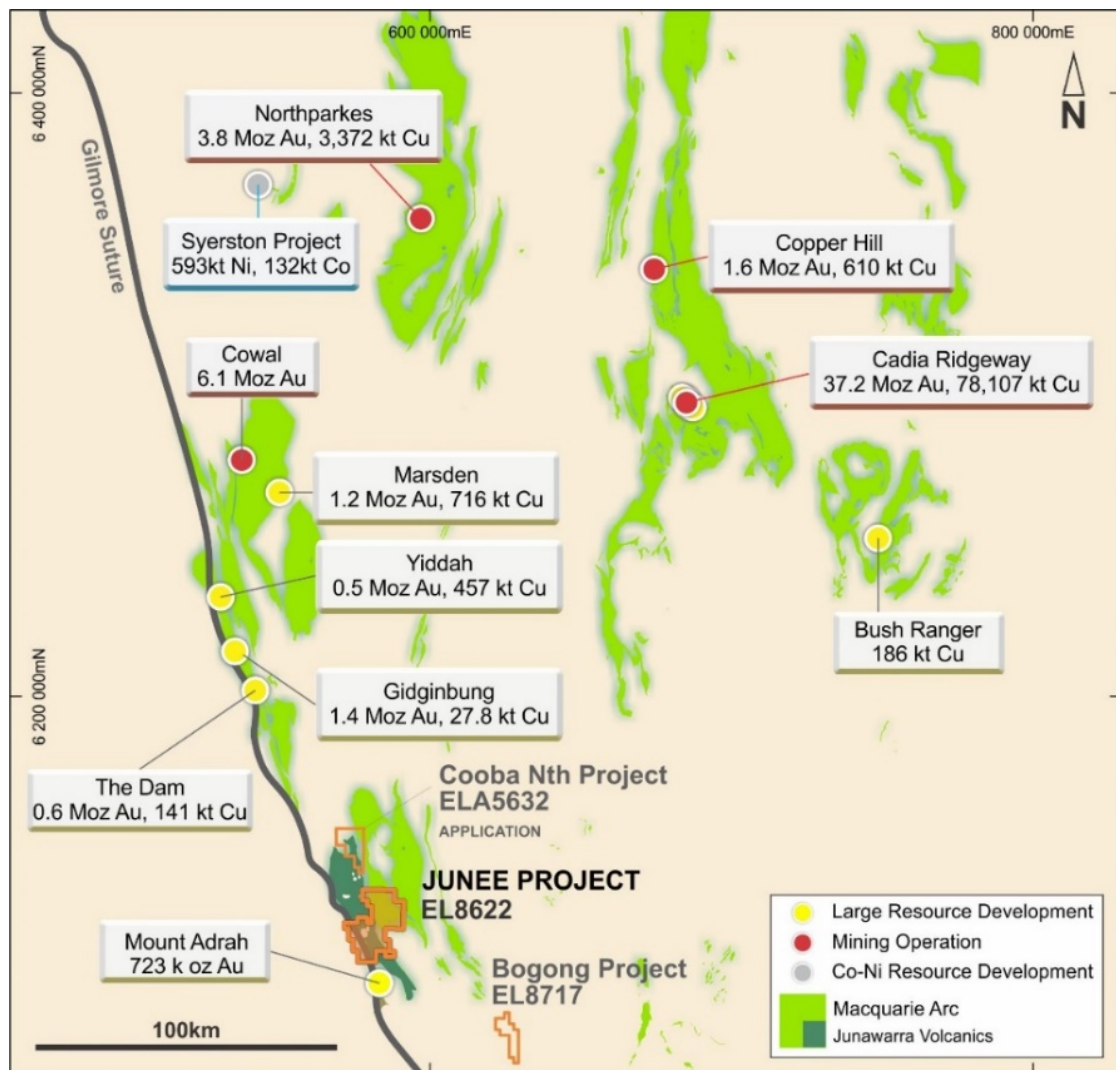 600 000mE
800 000mE
6 400 000mN
N
Gilmore Suture
Northparkes
3.8 Moz Au, 3,372 kt Cu
Syerston Project
593kt Ni, 132kt Co
Copper Hill
1.6 Moz Au, 610 kt Cu
Cowal
6.1 Moz Au
Cadia Ridgeway
37.2 Moz Au, 78,107 kt Cu
Marsden
1.2 Moz Au, 716 kt Cu
Yiddah
0.5 Moz Au, 457 kt Cu
Bush Ranger
186 kt Cu
6 200 000mN
Gidginbung
1.4 Moz Au, 27.8 kt Cu
The Dam
0.6 Moz Au, 141 kt Cu
Cooba Nth Project
ELA5632
APPLICATION
JUNEE PROJECT
EL8622
Mount Adrah
723 k oz Au
Bogong Project
EL8717
100km
Large Resource Development
Mining Operation
Co-Ni Resource Development
Macquarie Arc
Junawarra Volcanics